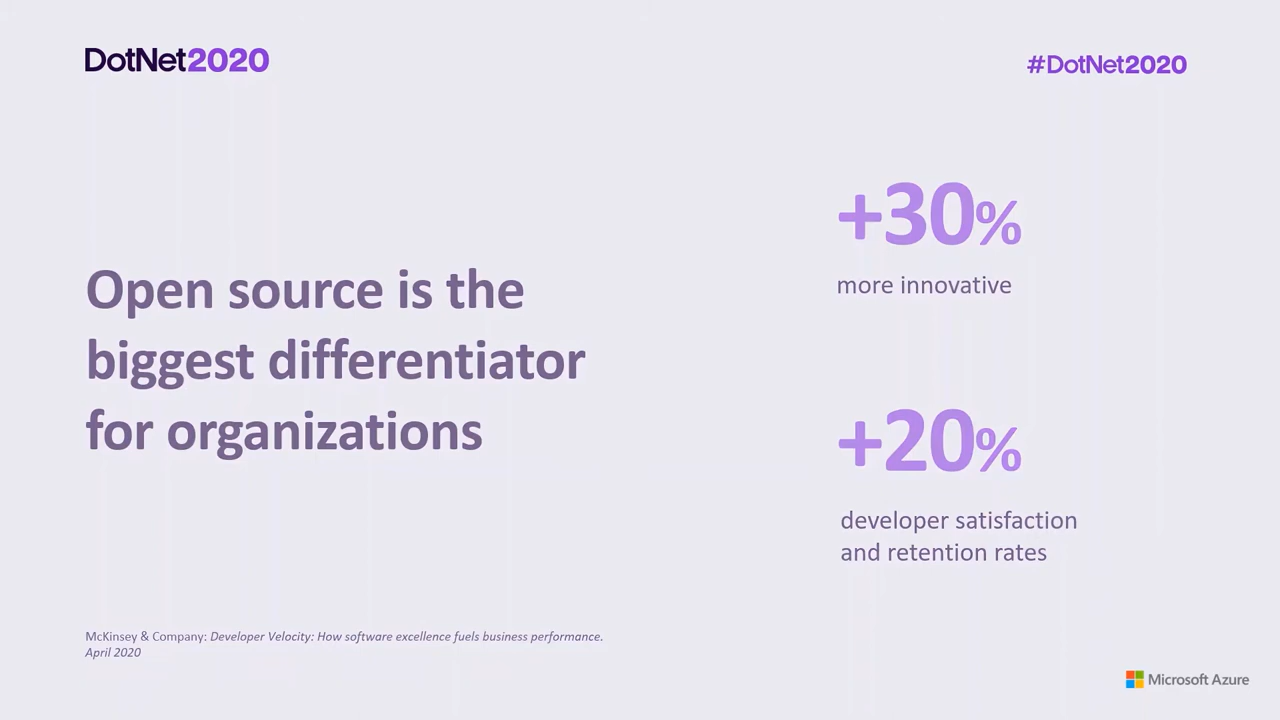 DotNet2020
#DotNet2020
Open source is the
biggest differentiator
for organizations
+30%
more innovative
+20%
developer satisfaction
and retention rates
McKinsey & Company: Developer Velocity: How software excellence fuels business performance.
April 2020
Microsoft Azure